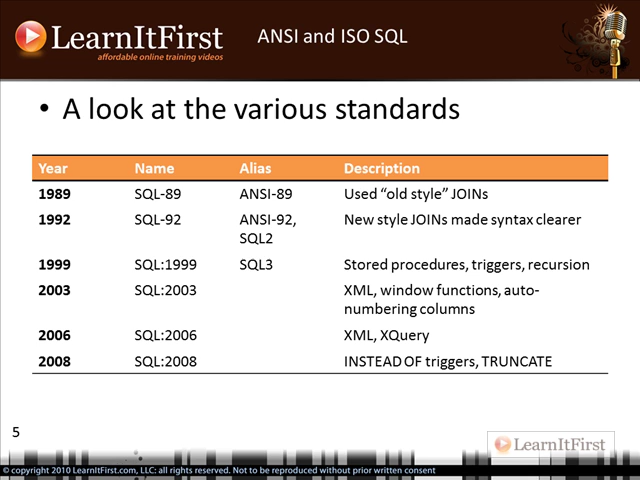 LearnItFirst
affordable online training videos
ANSI and ISO SQL
• A look at the various standards
Year Name Alias Description
1989 SQL-89 ANSI-89 Used “old style” JOINs
1992 SQL-92 ANSI-92, New style JOINs made syntax clearer
SQL2
1999 SQL:1999 SQL3 Stored procedures, triggers, recursion
2003 SQL:2003 XML, window functions, auto-
numbering columns
2006 SQL:2006 XML, XQuery
2008 SQL:2008 INSTEAD OF triggers, TRUNCATE
5
LearnItFirst
© copyright 2010 LearnItFirst.com, LLC: all rights reserved. Not to be reproduced without prior written consent